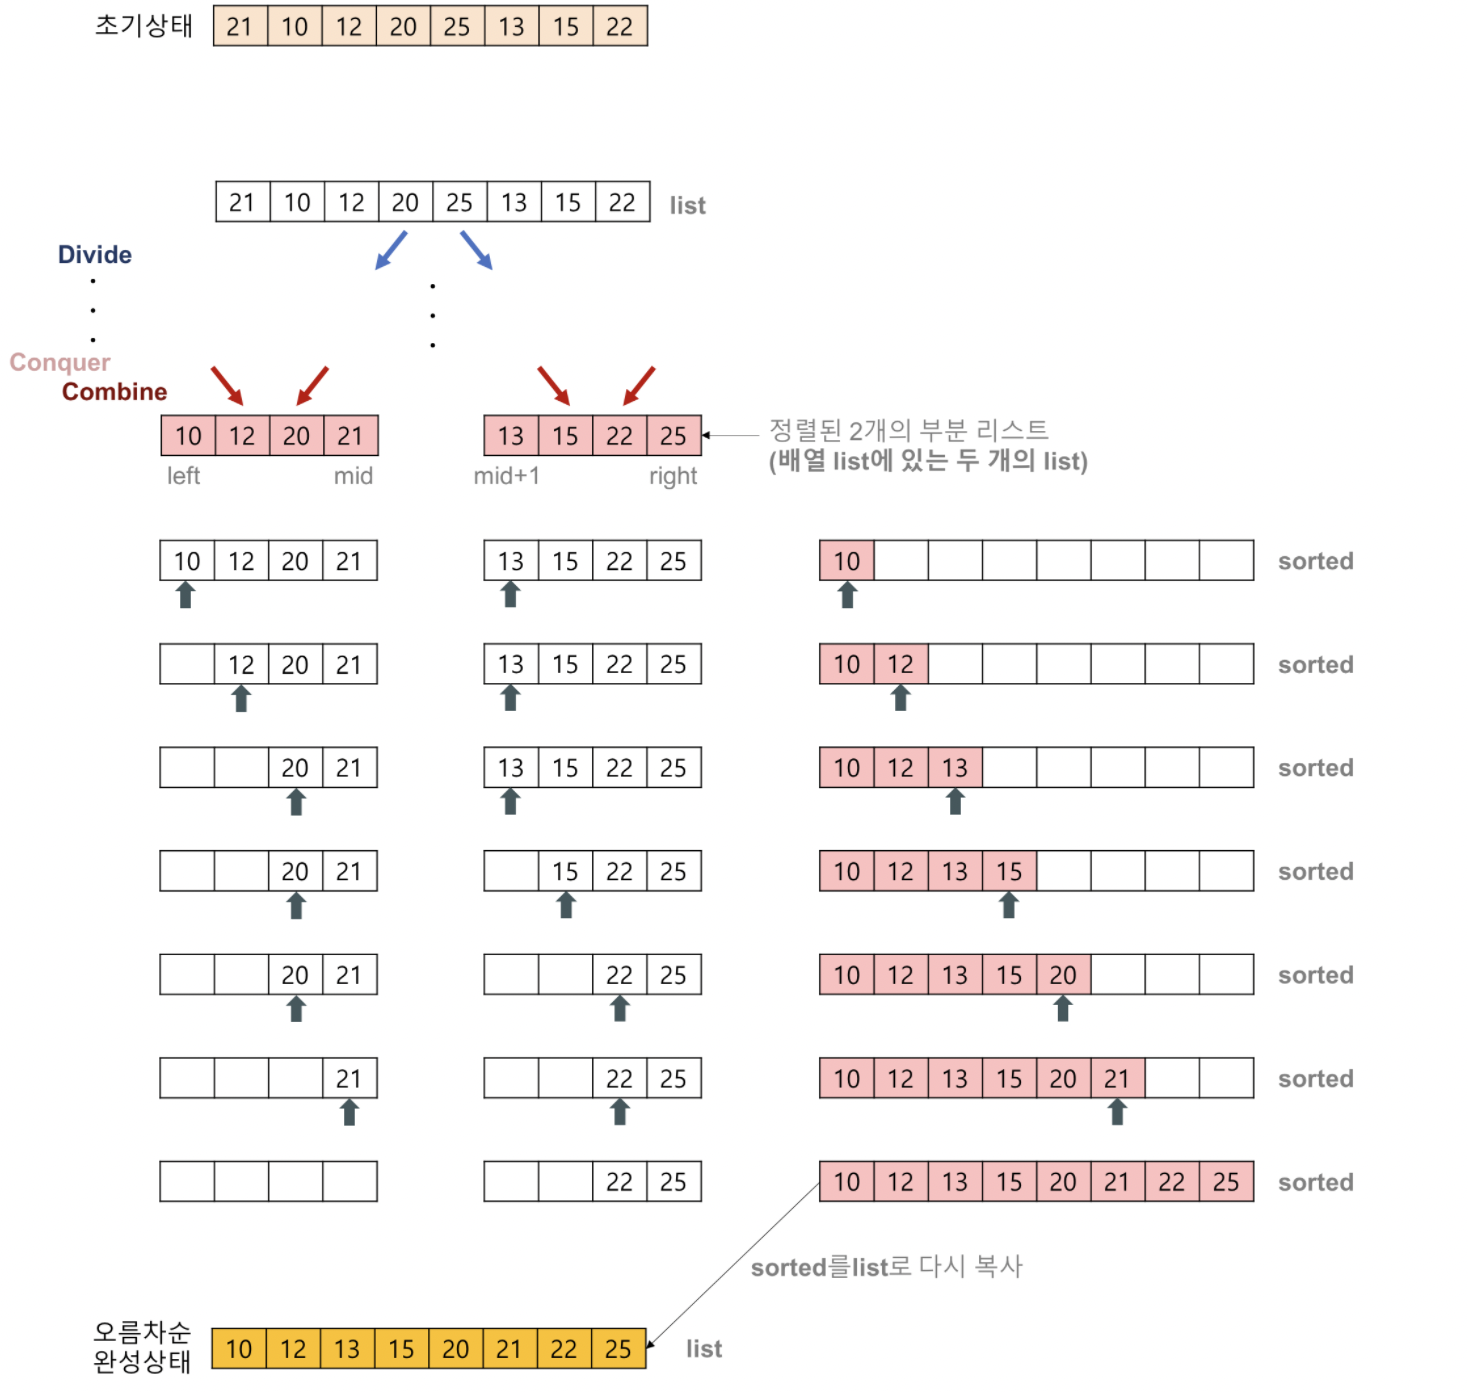 초기상태 21 10 12 20 25 13 15 22
21 10 12 20 25 13 15 22 list
Divide
Conquer
Combine
10 12 20 21 13 15 22 25 정렬된 2개의 부분 리스트
(배열 list에 있는 두 개의 list)
left mid mid+1 right
10 12 20 21 13 15 22 25 10 sorted
12 20 21 13 15 22 25 10 12 sorted
20 21 13 15 22 25 10 12 13 sorted
20 21 15 22 25 10 12 13 15 sorted
20 21 22 25 10 12 13 15 20 sorted
21 22 25 10 12 13 15 20 21 sorted
22 25 10 12 13 15 20 21 22 25 sorted
sorted를list로 다시 복사
오름차순
완성상태
10 12 13 15 20 21 22 25 list